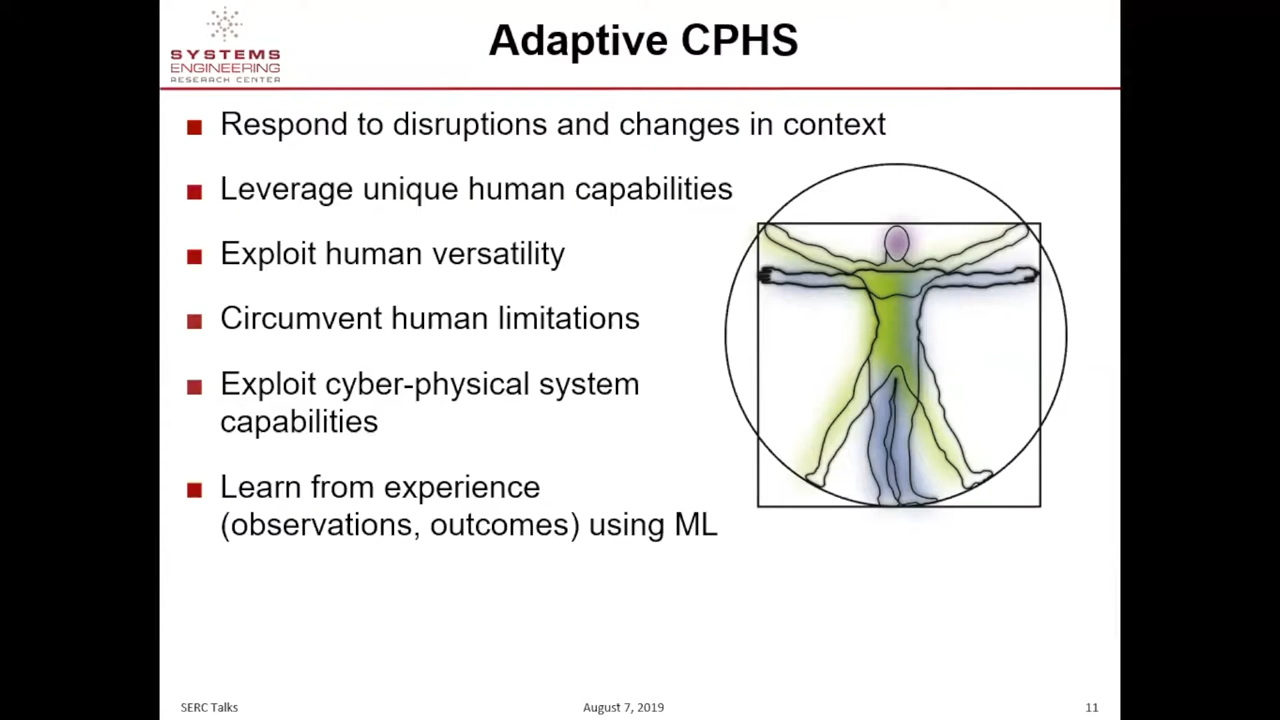 SYSTEMS
ENGINEERING
RESEARCH CENTER
Adaptive CPHS
Respond to disruptions and changes in context
Leverage unique human capabilities
Exploit human versatility
Circumvent human limitations
Exploit cyber-physical system
capabilities
Learn from experience
(observations, outcomes) using ML
SERC Talks
August 7, 2019
11